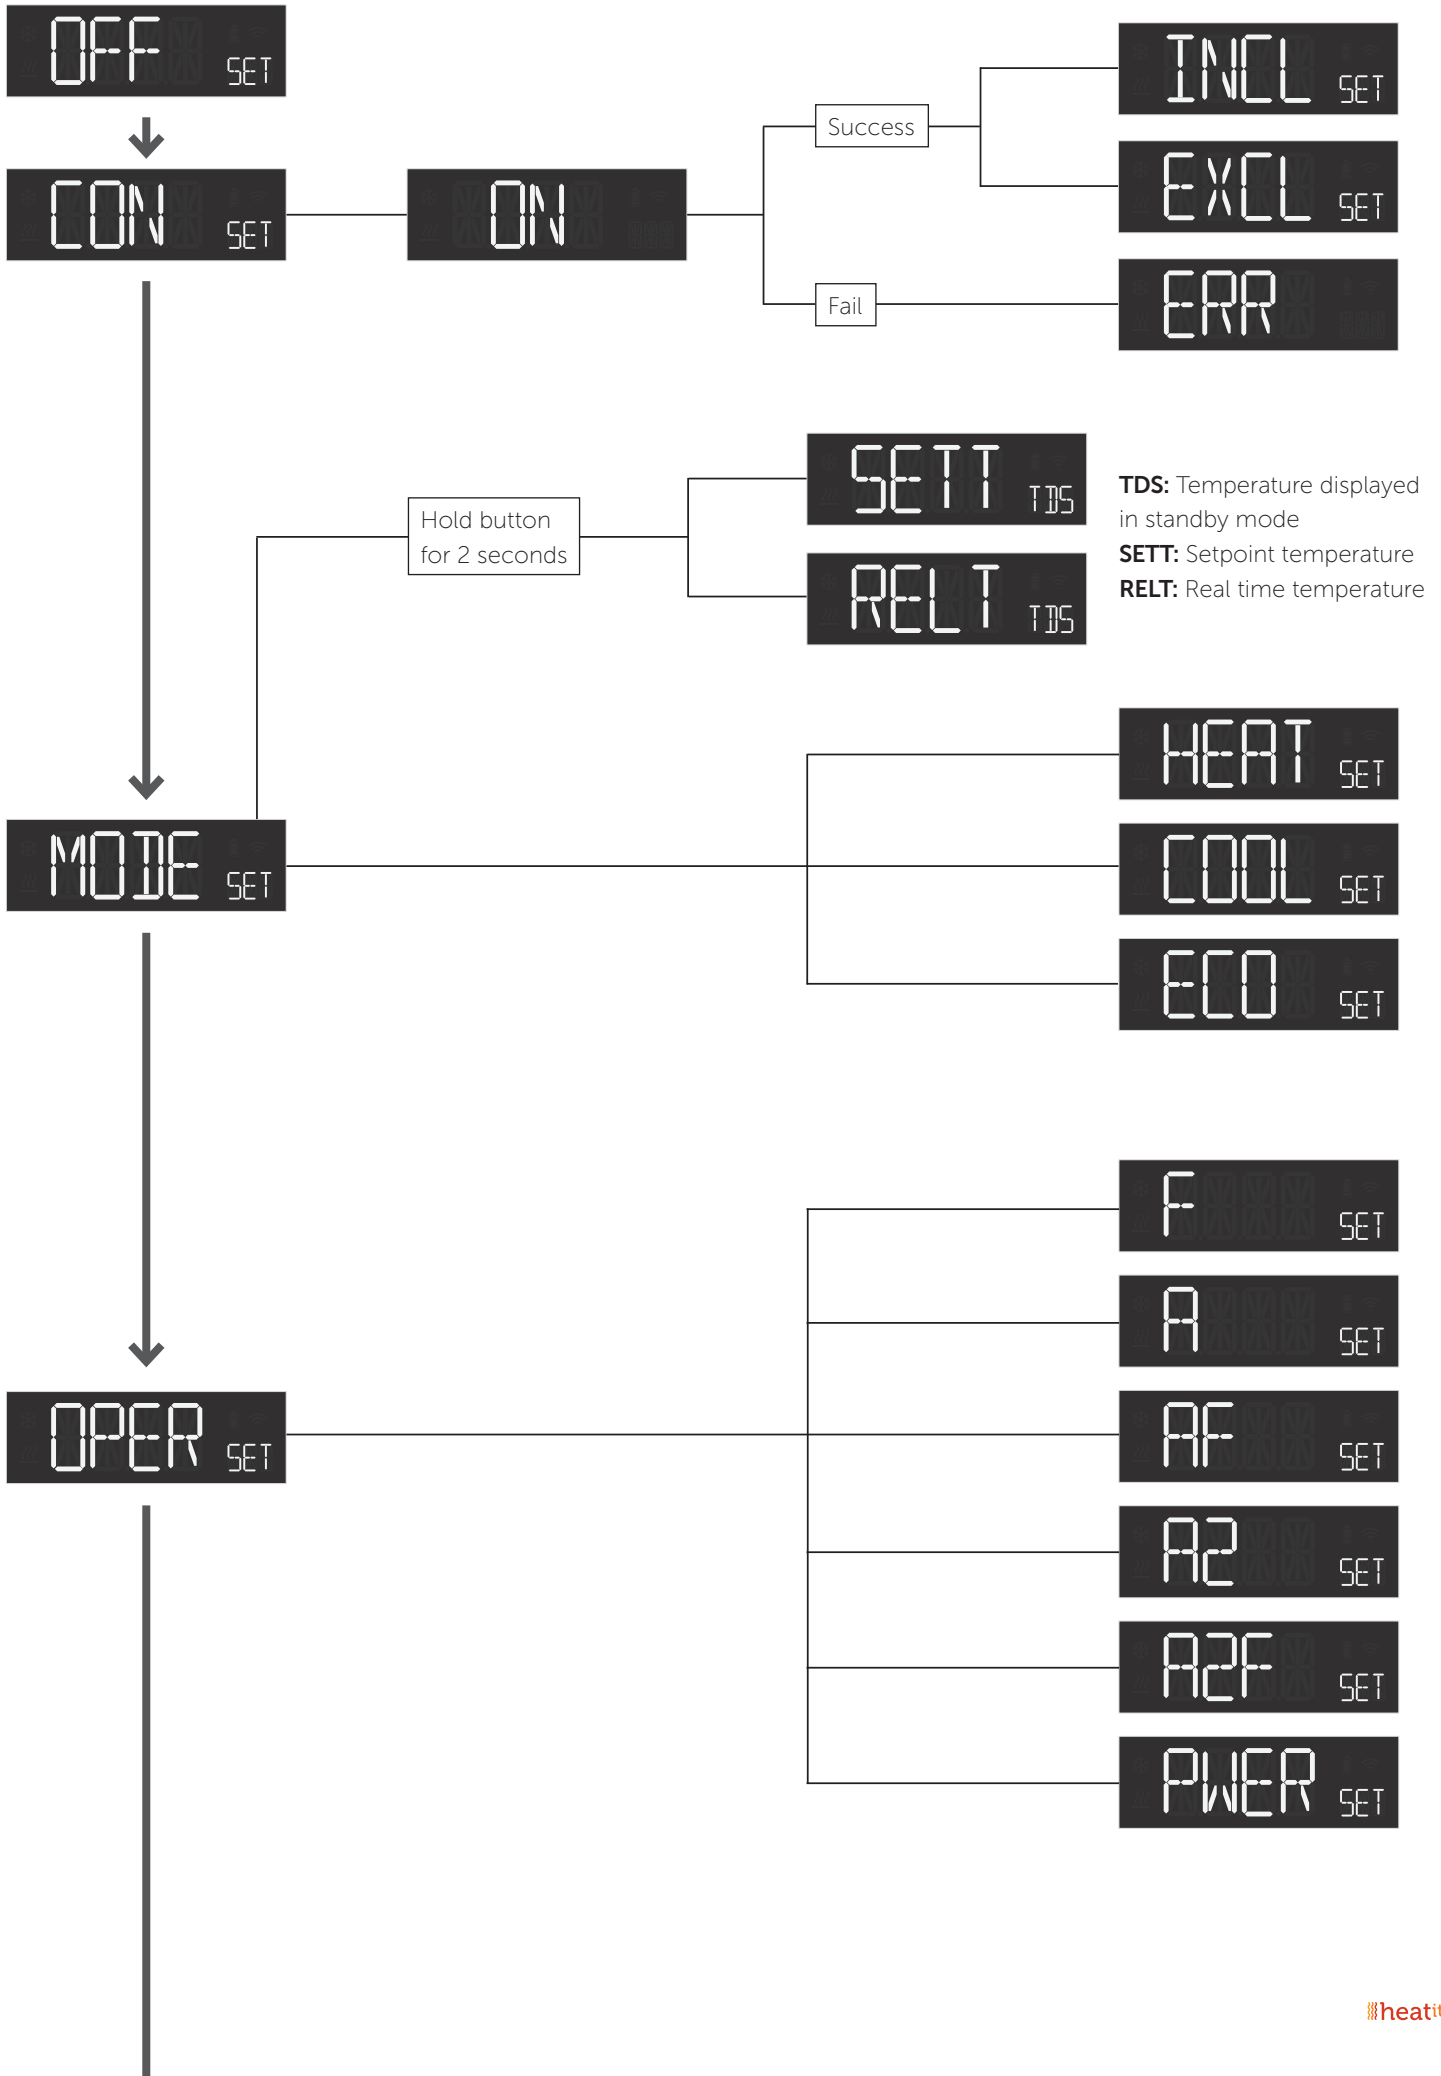 OFF SET
CON SET
ON
Success
INCL SET
EXCL SET
Fail
ERR
Hold button
for 2 seconds
SETT TDS
RELT TDS
TDS: Temperature displayed
in standby mode
SETT: Setpoint temperature
RELT: Real time temperature
MODE SET
HEAT SET
COOL SET
ECO SET
OPER SET
F SET
A SET
AF SET
A2 SET
A2F SET
PWER SET
heatit